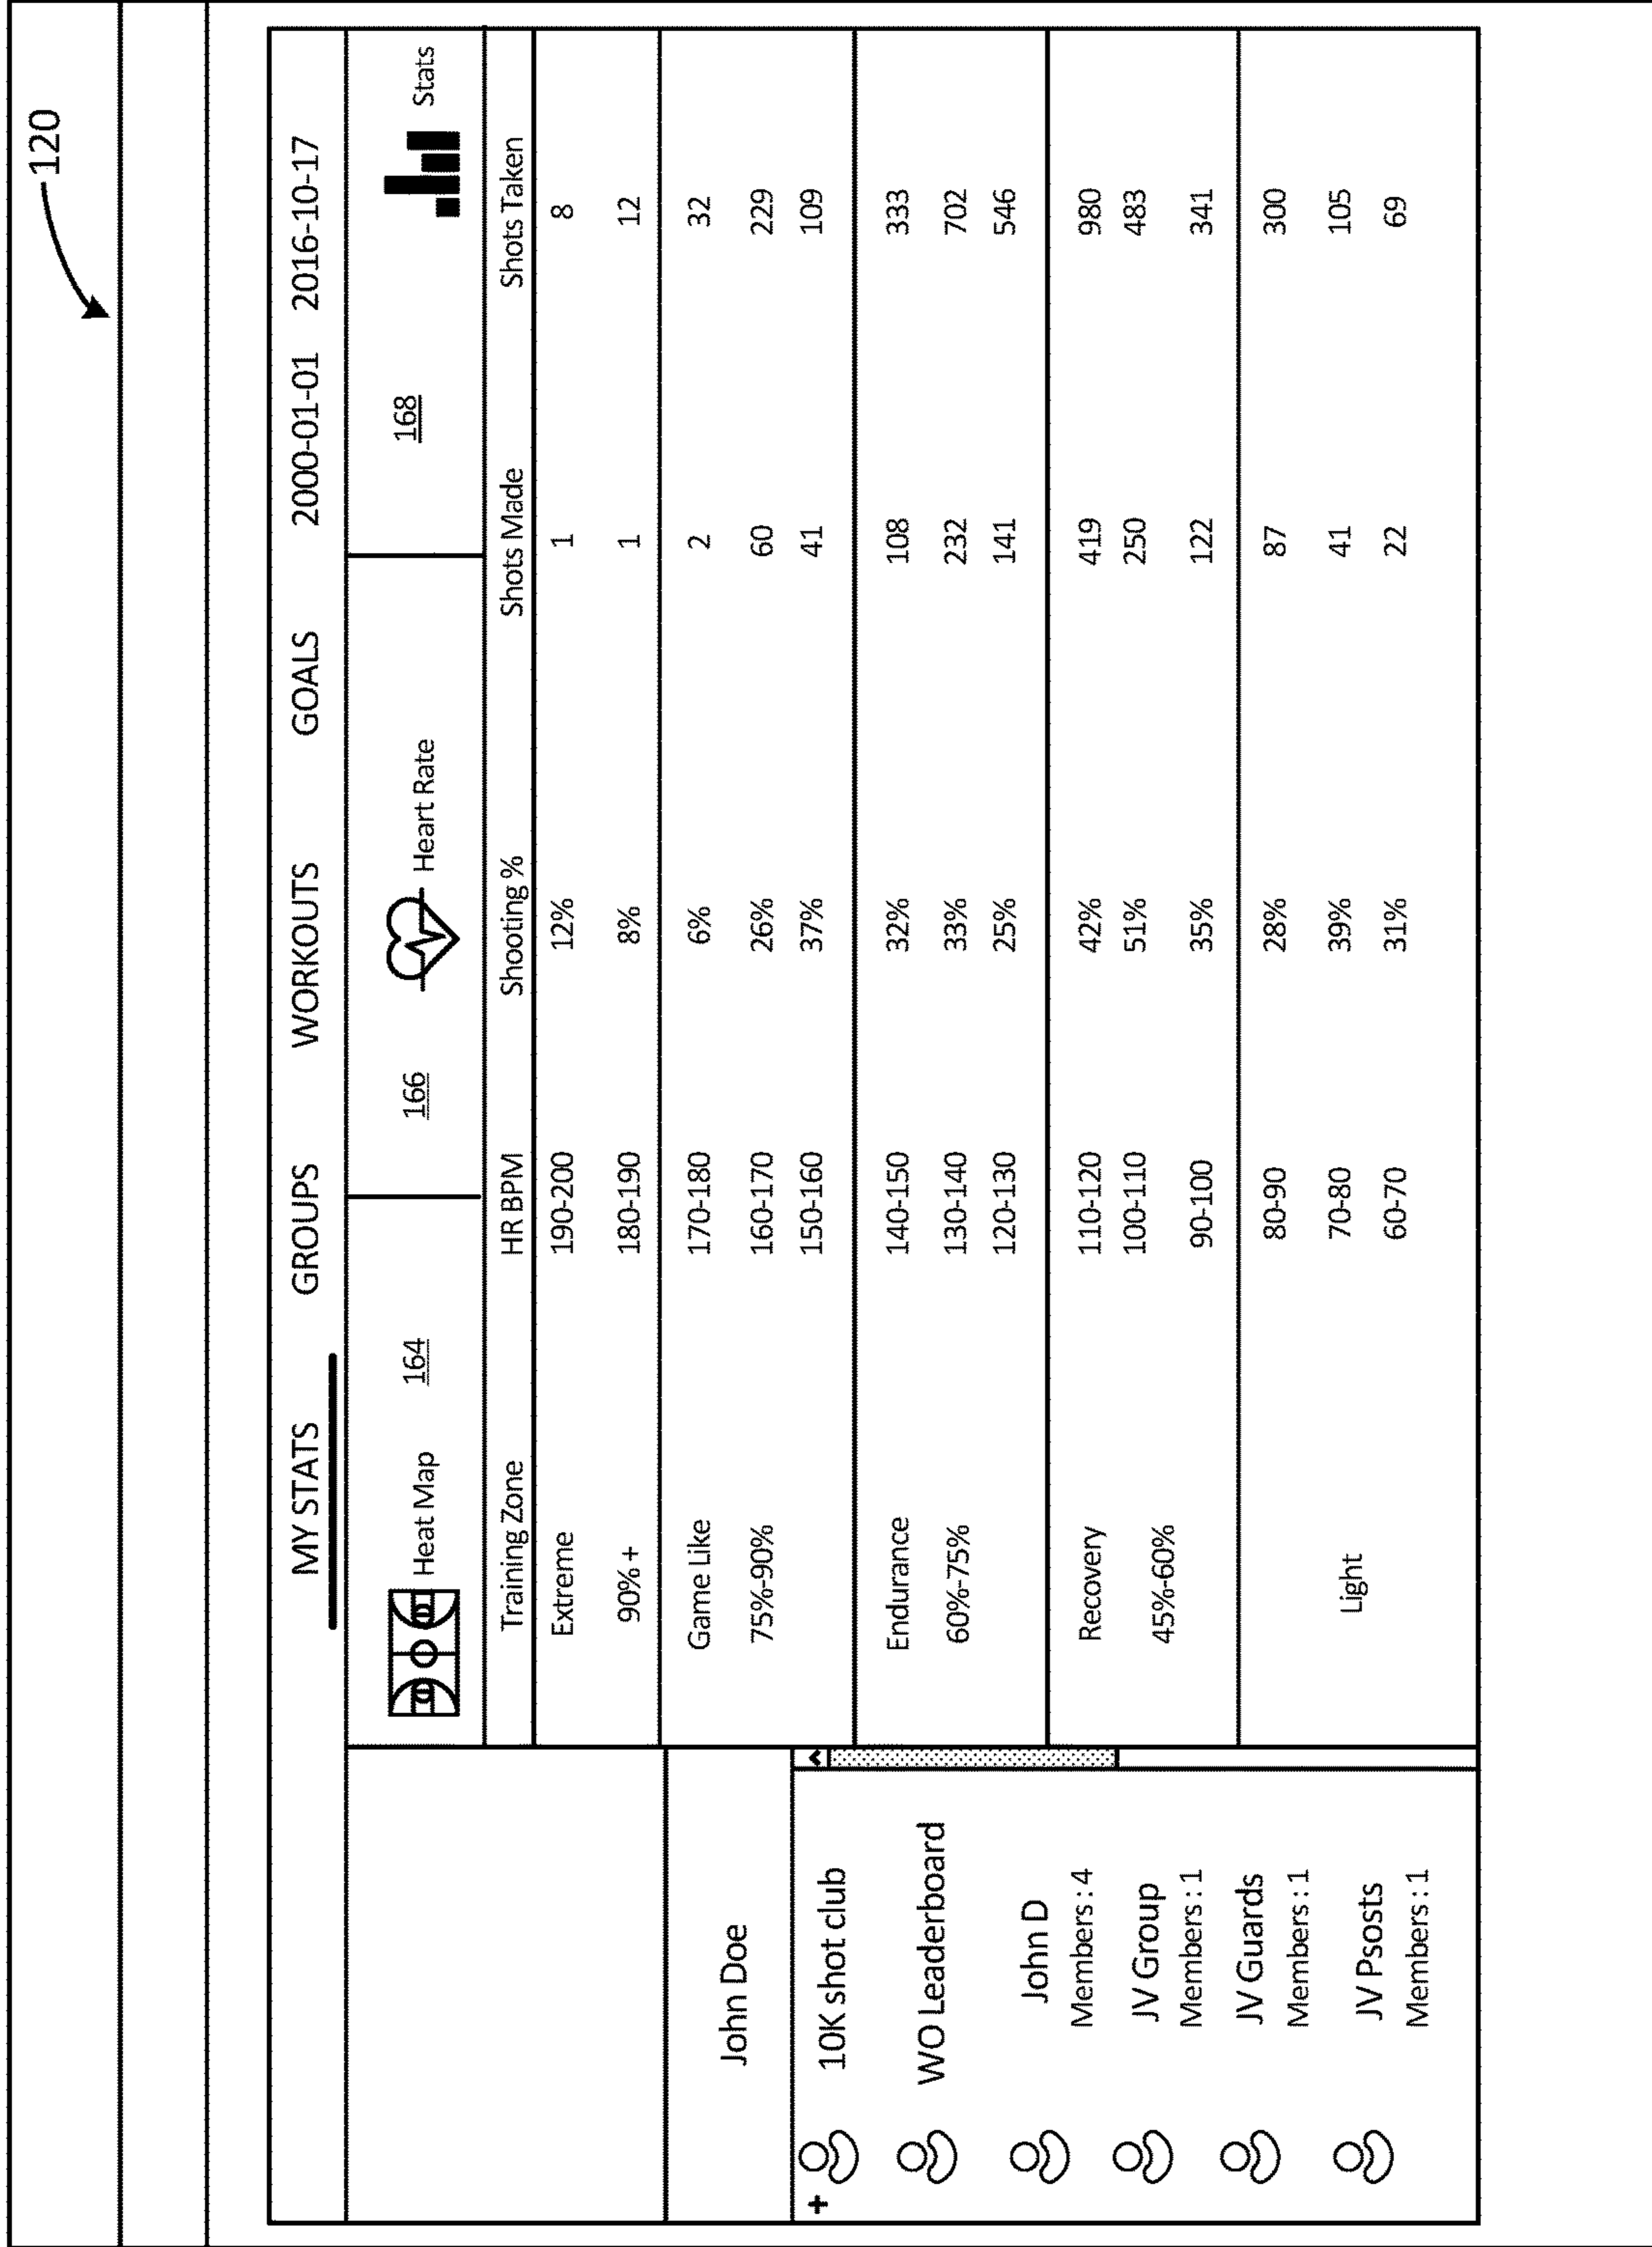 120
MY STATS GROUPS WORKOUTS GOALS 2000-01-01 2016-10-17
Heat Map 164 166 Heart Rate 168 Stats
Training Zone HR BPM Shooting % Shots Made Shots Taken
Extreme 190-200 12% 1 8
90% + 180-190 8% 1 12
Game Like 170-180 6% 2 32
75%-90% 160-170 26% 60 229
150-160 37% 41 109
Endurance 140-150 32% 108 333
60%-75% 130-140 33% 232 702
120-130 25% 141 546
Recovery 110-120 42% 419 980
100-110 51% 250 483
45%-60%
90-100 35% 122 341
80-90 28% 87 300
Light 70-80 39% 41 105
60-70 31% 22 69
John Doe
+ 10K shot club
WO Leaderboard
John D
Members : 4
JV Group
Members : 1
JV Guards
Members : 1
JV Psosts
Members : 1